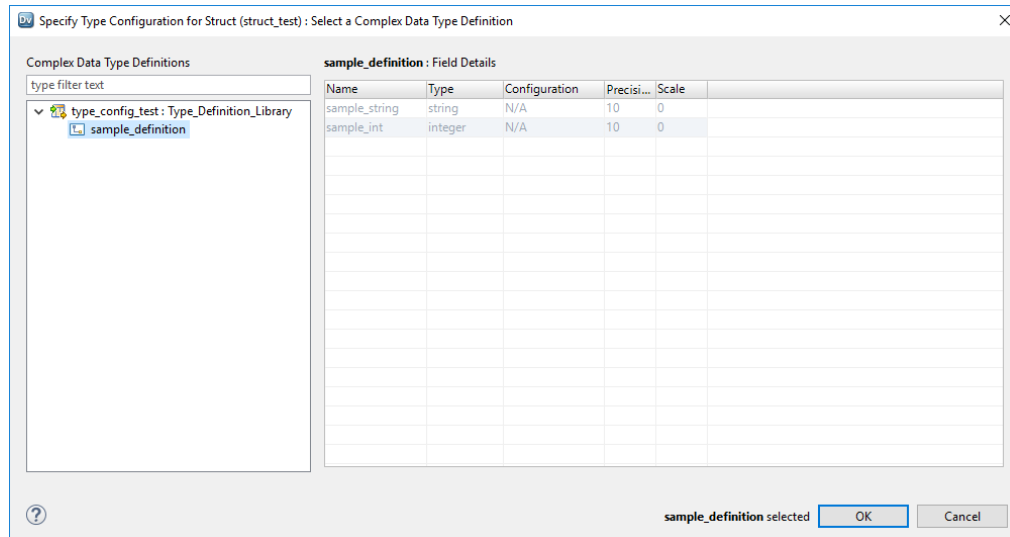 Dv Specify Type Configuration for Struct (struct_test) : Select a Complex Data Type Definition
Complex Data Type Definitions
type filter text
type_config_test : Type_Definition_Library
sample_definition
sample_definition : Field Details
Name Type Configuration Precisi... Scale
sample_string string N/A 10 0
sample_int integer N/A 10 0
? sample_definition selected OK Cancel